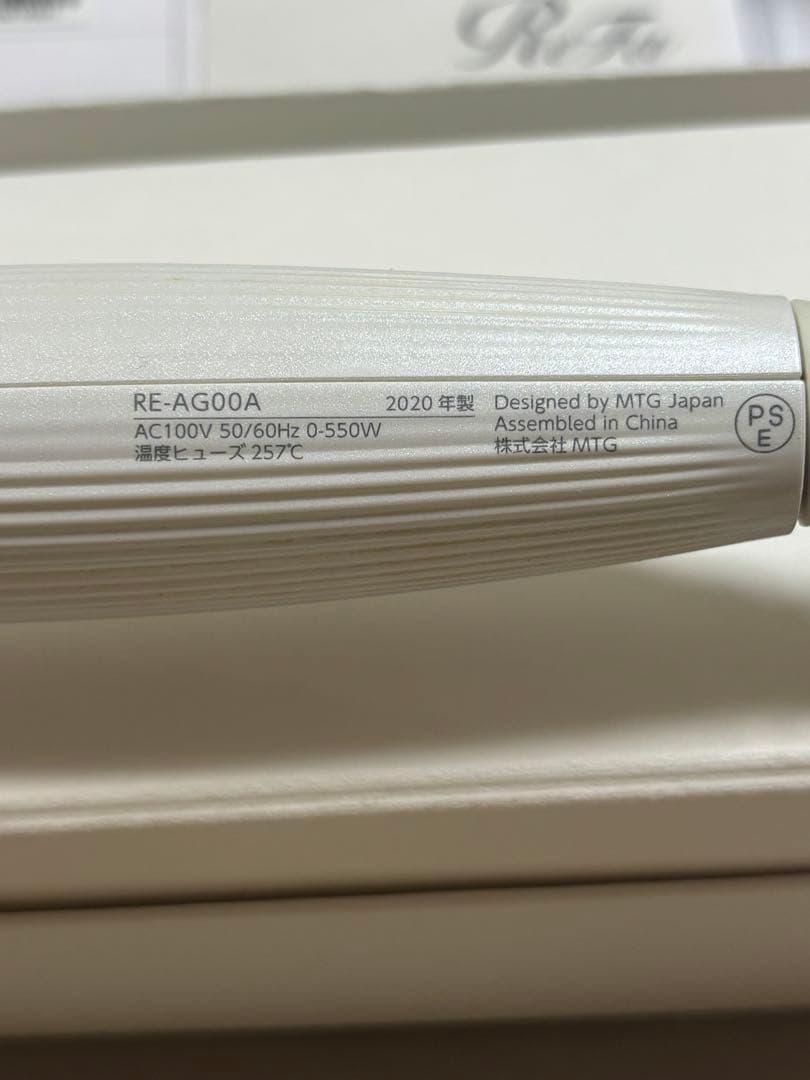 ReFa
RE-AG00A 2020 年製
AC100V 50/60Hz 0-550W
温度ヒューズ 257℃
Designed by MTG Japan
Assembled in China
株式会社 MTG
PS
E